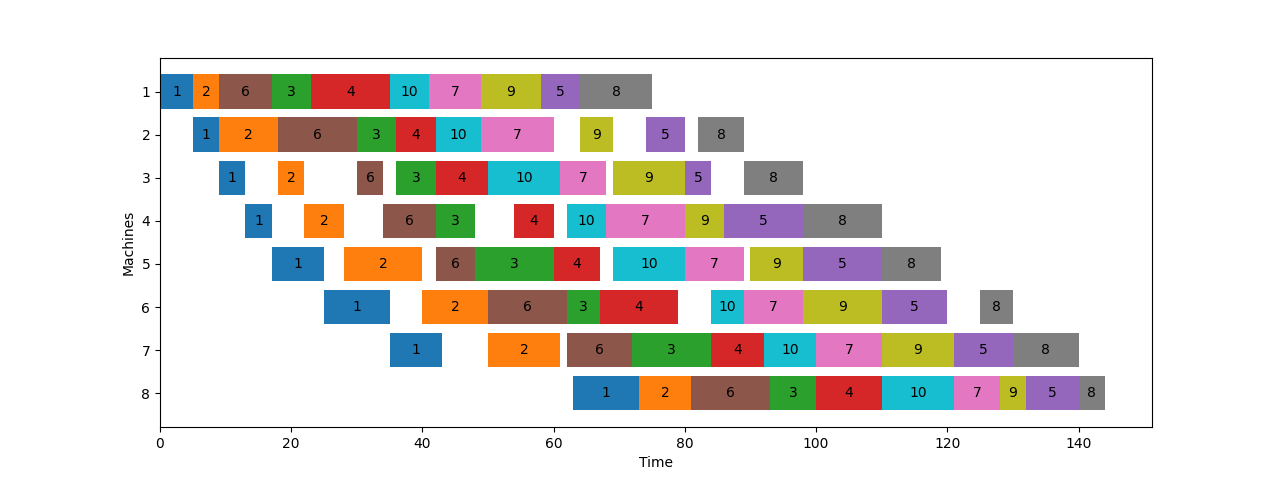 1 1 2 6 3 4 10 7 9 5 8
2 1 2 6 3 4 10 7 9 5 8
3 1 2 6 3 4 10 7 9 5 8
4 1 2 6 3 4 10 7 9 5 8
5 1 2 6 3 4 10 7 9 5 8
6 1 2 6 3 4 10 7 9 5 8
7 1 2 6 3 4 10 7 9 5 8
8 1 2 6 3 4 10 7 9 5 8
Machines
0 20 40 60 80 100 120 140
Time